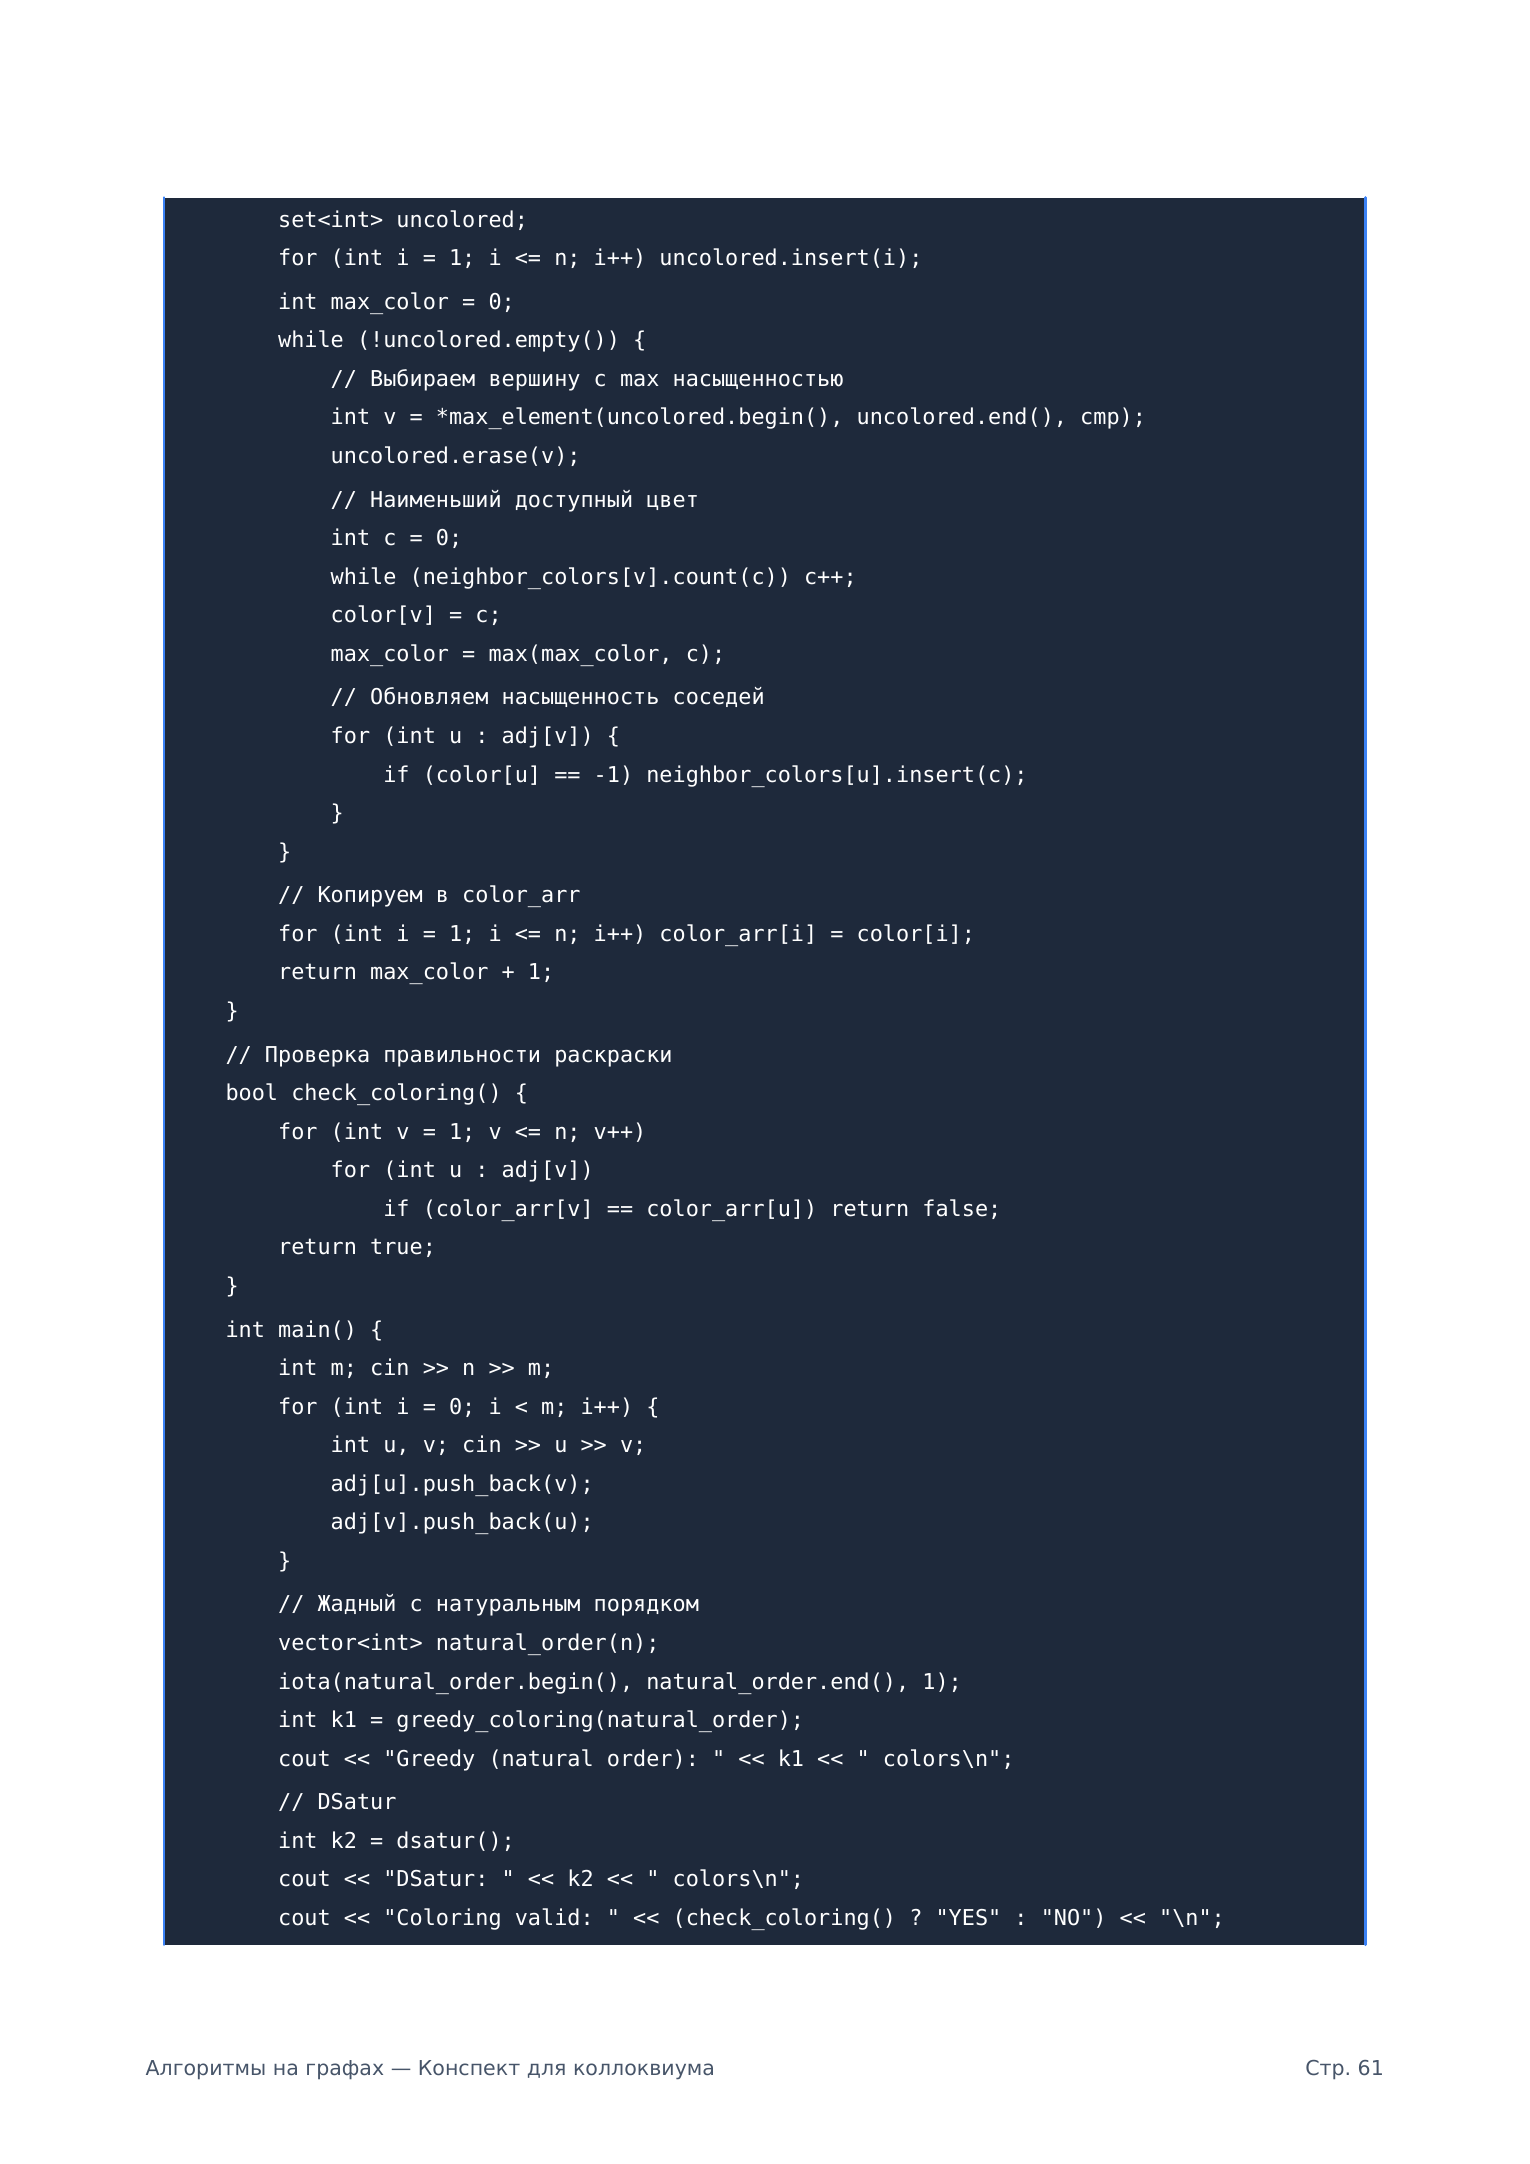 set<int> uncolored;
for (int i = 1; i <= n; i++) uncolored.insert(i);
int max_color = 0;
while (!uncolored.empty()) {
// Выбираем вершину с max насыщенностью
int v = *max_element(uncolored.begin(), uncolored.end(), cmp);
uncolored.erase(v);
// Наименьший доступный цвет
int c = 0;
while (neighbor_colors[v].count(c)) c++;
color[v] = c;
max_color = max(max_color, c);
// Обновляем насыщенность соседей
for (int u : adj[v]) {
if (color[u] == -1) neighbor_colors[u].insert(c);
}
}
// Копируем в color_arr
for (int i = 1; i <= n; i++) color_arr[i] = color[i];
return max_color + 1;
}
// Проверка правильности раскраски
bool check_coloring() {
for (int v = 1; v <= n; v++)
for (int u : adj[v])
if (color_arr[v] == color_arr[u]) return false;
return true;
}
int main() {
int m; cin >> n >> m;
for (int i = 0; i < m; i++) {
int u, v; cin >> u >> v;
adj[u].push_back(v);
adj[v].push_back(u);
}
// Жадный с натуральным порядком
vector<int> natural_order(n);
iota(natural_order.begin(), natural_order.end(), 1);
int k1 = greedy_coloring(natural_order);
cout << "Greedy (natural order): " << k1 << " colors\n";
// DSatur
int k2 = dsatur();
cout << "DSatur: " << k2 << " colors\n";
cout << "Coloring valid: " << (check_coloring() ? "YES" : "NO") << "\n";
Алгоритмы на графах — Конспект для коллоквиума
Стр. 61